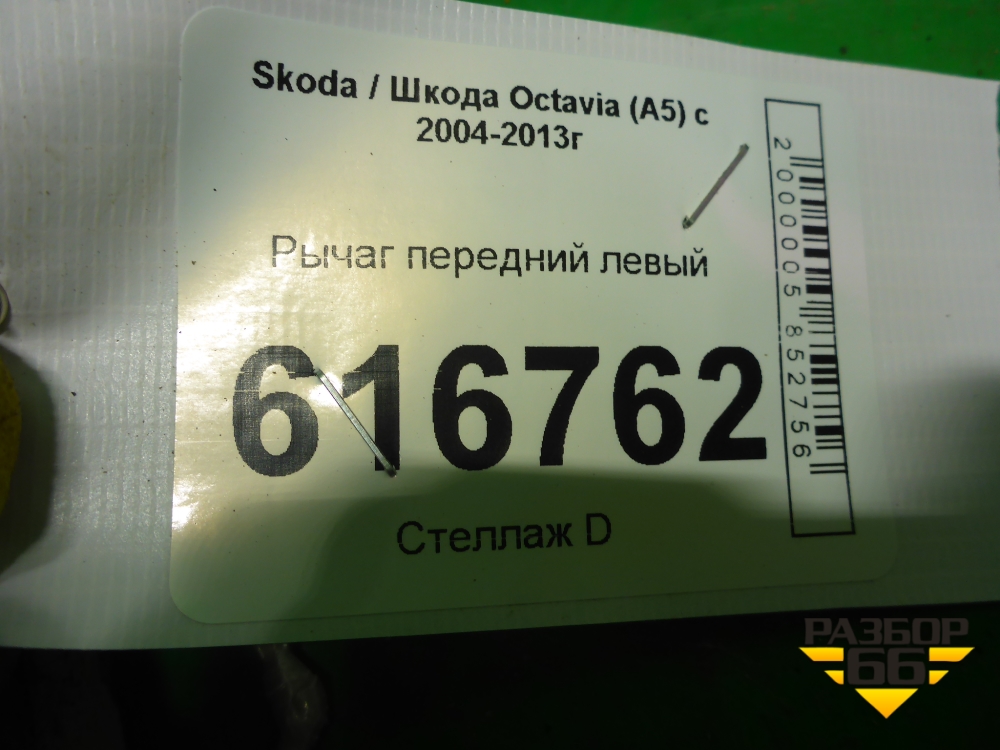 Skoda / Шкода Octavia (A5) с
2004-2013г
Рычаг передний левый
616762
Стеллаж D
2000005852756
РАЗБОР
66